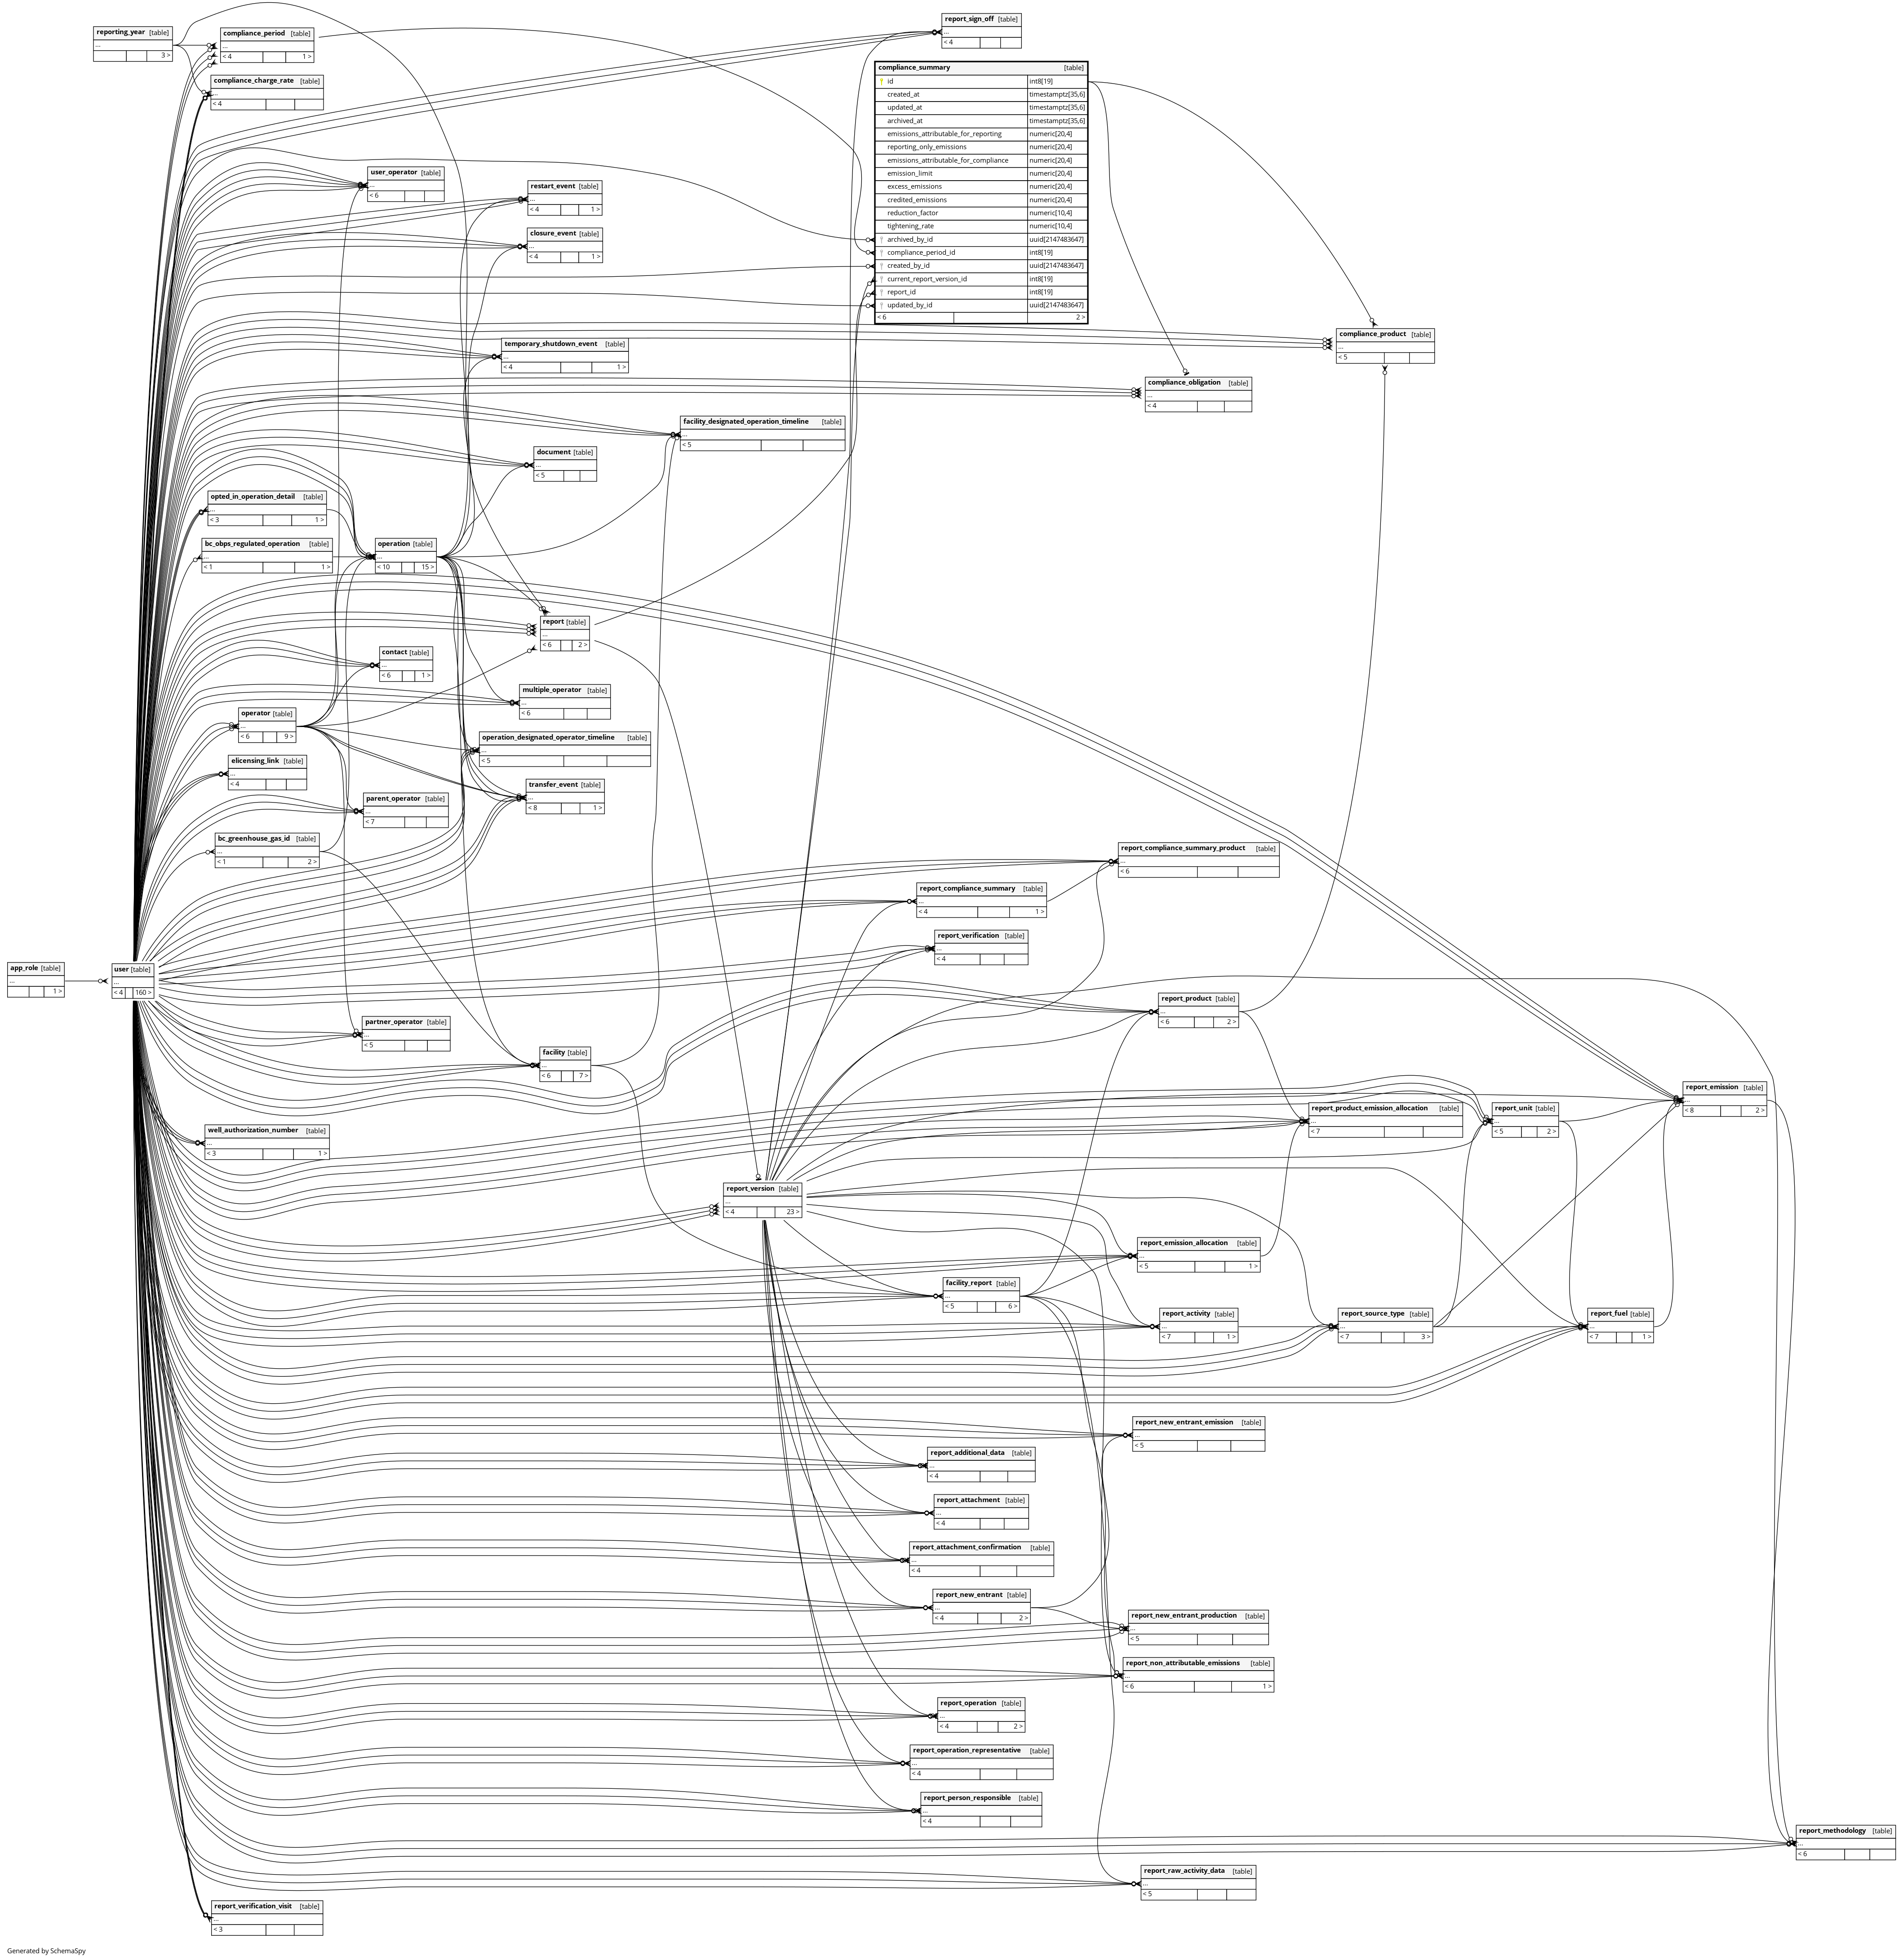 report_sign_off [table]
...
< 4
reporting_year [table]
...
3 >
compliance_period [table]
...
< 4 1 >
compliance_summary [table]
id int8[19]
created_at timestamptz[35,6]
updated_at timestamptz[35,6]
archived_at timestamptz[35,6]
emissions_attributable_for_reporting numeric[20,4]
reporting_only_emissions numeric[20,4]
emissions_attributable_for_compliance numeric[20,4]
emission_limit numeric[20,4]
excess_emissions numeric[20,4]
credited_emissions numeric[20,4]
reduction_factor numeric[10,4]
tightening_rate numeric[10,4]
archived_by_id uuid[2147483647]
compliance_period_id int8[19]
created_by_id uuid[2147483647]
current_report_version_id int8[19]
report_id int8[19]
updated_by_id uuid[2147483647]
< 6 2 >
compliance_charge_rate [table]
...
< 4
user_operator [table]
...
< 6
restart_event [table]
...
< 4 1 >
closure_event [table]
...
< 4 1 >
compliance_product [table]
...
< 5
temporary_shutdown_event [table]
...
< 4 1 >
compliance_obligation [table]
...
< 4
facility_designated_operation_timeline [table]
...
< 5
document [table]
...
< 5
opted_in_operation_detail [table]
...
< 3 1 >
bc_obps_regulated_operation [table]
...
< 1 1 >
operation [table]
...
< 10 15 >
report [table]
...
< 6 2 >
contact [table]
...
< 6 1 >
multiple_operator [table]
...
< 6
operator [table]
...
< 6 9 >
operation_designated_operator_timeline [table]
...
< 5
elicensing_link [table]
...
< 4
transfer_event [table]
...
< 8 1 >
parent_operator [table]
...
< 7
bc_greenhouse_gas_id [table]
...
< 1 2 >
report_compliance_summary_product [table]
...
< 6
report_compliance_summary [table]
...
< 4 1 >
report_verification [table]
...
< 4
app_role [table]
...
1 >
user [table]
...
< 4 160 >
report_product [table]
...
< 6 2 >
partner_operator [table]
...
< 5
facility [table]
...
< 6 7 >
report_emission [table]
...
< 8 2 >
report_product_emission_allocation [table]
...
< 7
report_unit [table]
...
< 5 2 >
well_authorization_number [table]
...
< 3 1 >
report_version [table]
...
< 4 23 >
report_emission_allocation [table]
...
< 5 1 >
facility_report [table]
...
< 5 6 >
report_activity [table]
...
< 7 1 >
report_source_type [table]
...
< 7 3 >
report_fuel [table]
...
< 7 1 >
report_new_entrant_emission [table]
...
< 5
report_additional_data [table]
...
< 4
report_attachment [table]
...
< 4
report_attachment_confirmation [table]
...
< 4
report_new_entrant [table]
...
< 4 2 >
report_new_entrant_production [table]
...
< 5
report_non_attributable_emissions [table]
...
< 6 1 >
report_operation [table]
...
< 4 2 >
report_operation_representative [table]
...
< 4
report_person_responsible [table]
...
< 4
report_methodology [table]
...
< 6
report_raw_activity_data [table]
...
< 5
report_verification_visit [table]
...
< 3
Generated by SchemaSpy